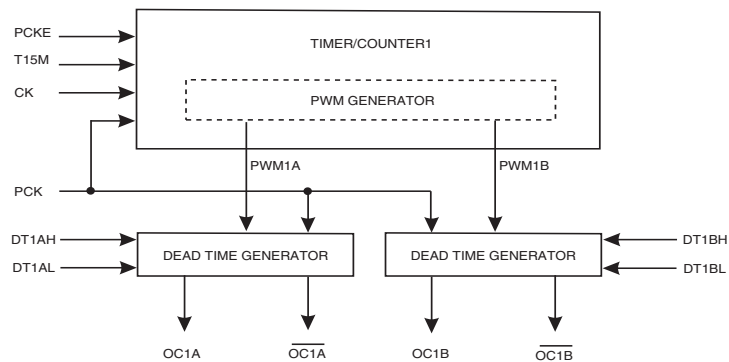 PCKE
TIMER/COUNTER1
T15M
CK
PWM GENERATOR
PWM1A
PWM1B
PCK
DT1AH
DT1BH
DEAD TIME GENERATOR
DEAD TIME GENERATOR
DT1AL
DT1BL
OC1A
OC1A
OC1B
OC1B